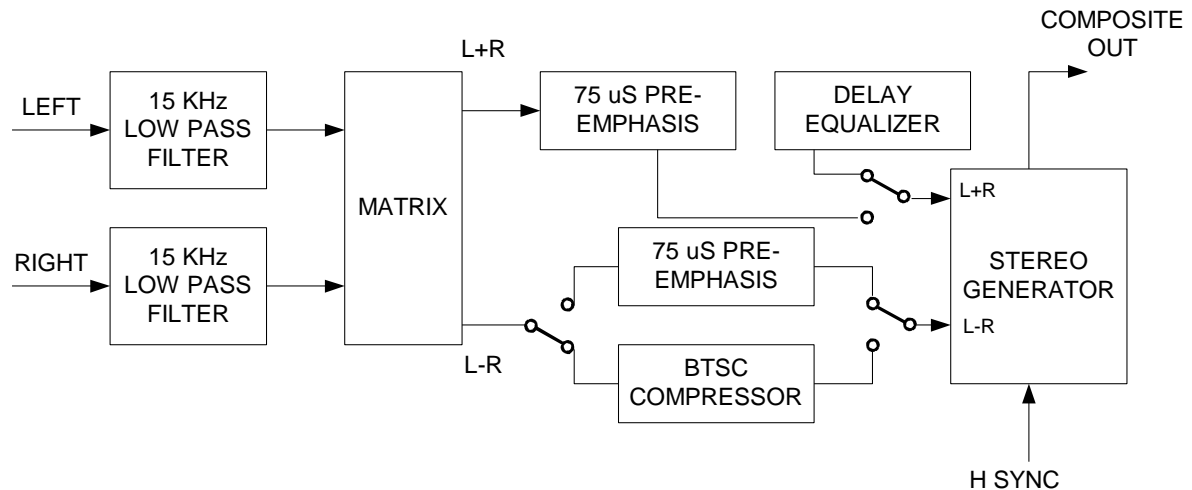 COMPOSITE
OUT
L+R
LEFT
15 KHz
LOW PASS
FILTER
75 uS PRE-
EMPHASIS
DELAY
EQUALIZER
MATRIX
L+R
RIGHT
15 KHz
LOW PASS
FILTER
75 uS PRE-
EMPHASIS
STEREO
GENERATOR
L-R
L-R
BTSC
COMPRESSOR
H SYNC